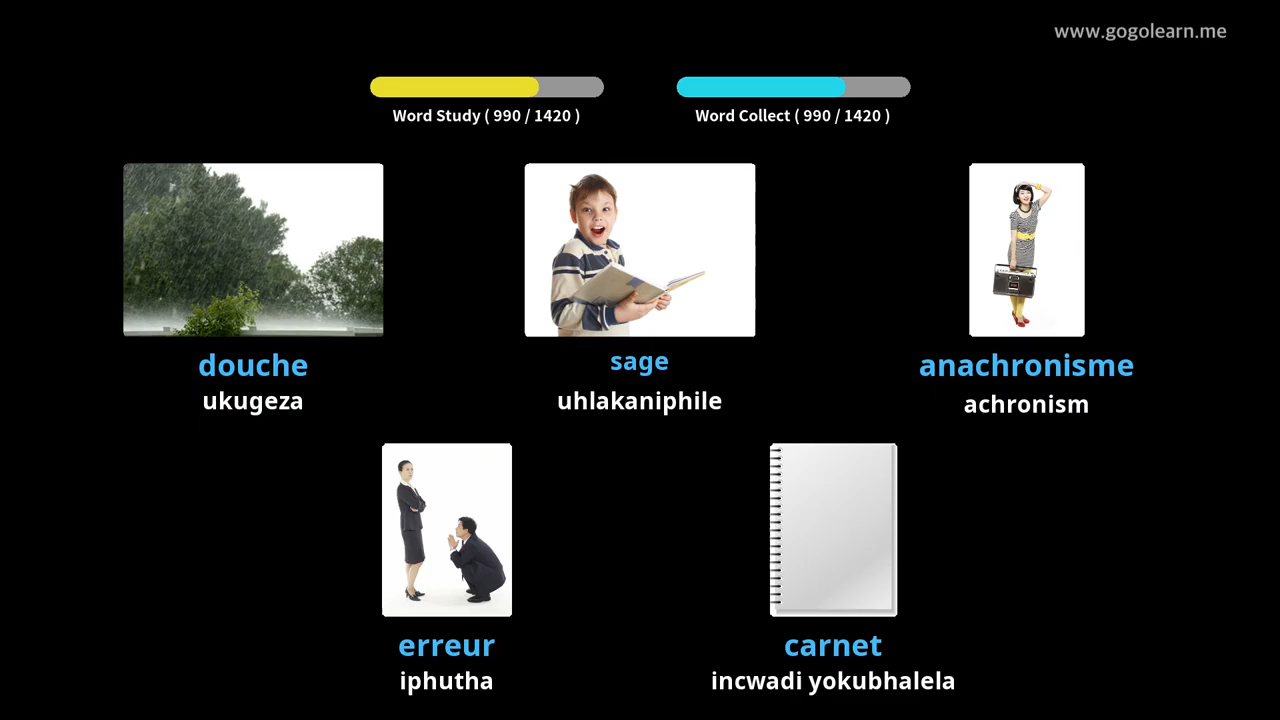 www.gogolearn.me
Word Study ( 990 / 1420 )
Word Collect ( 990 / 1420 )
douche
sage
anachronisme
ukugeza
uhlakaniphile
achronism
erreur
carnet
iphutha
incwadi yokubhalela